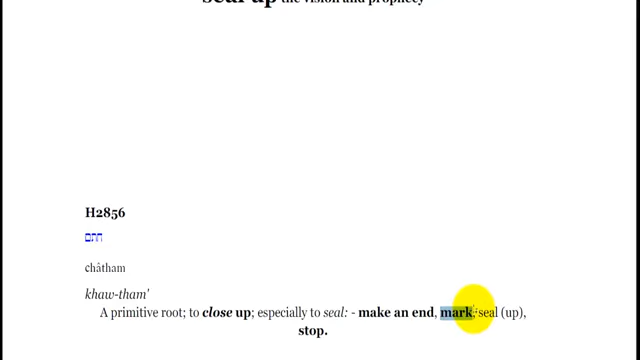 seal up the vision and prophecy
H2856
חתם
châtham
khaw-tham'
A primitive root; to close up; especially to seal: - make an end, mark, seal (up),
stop.